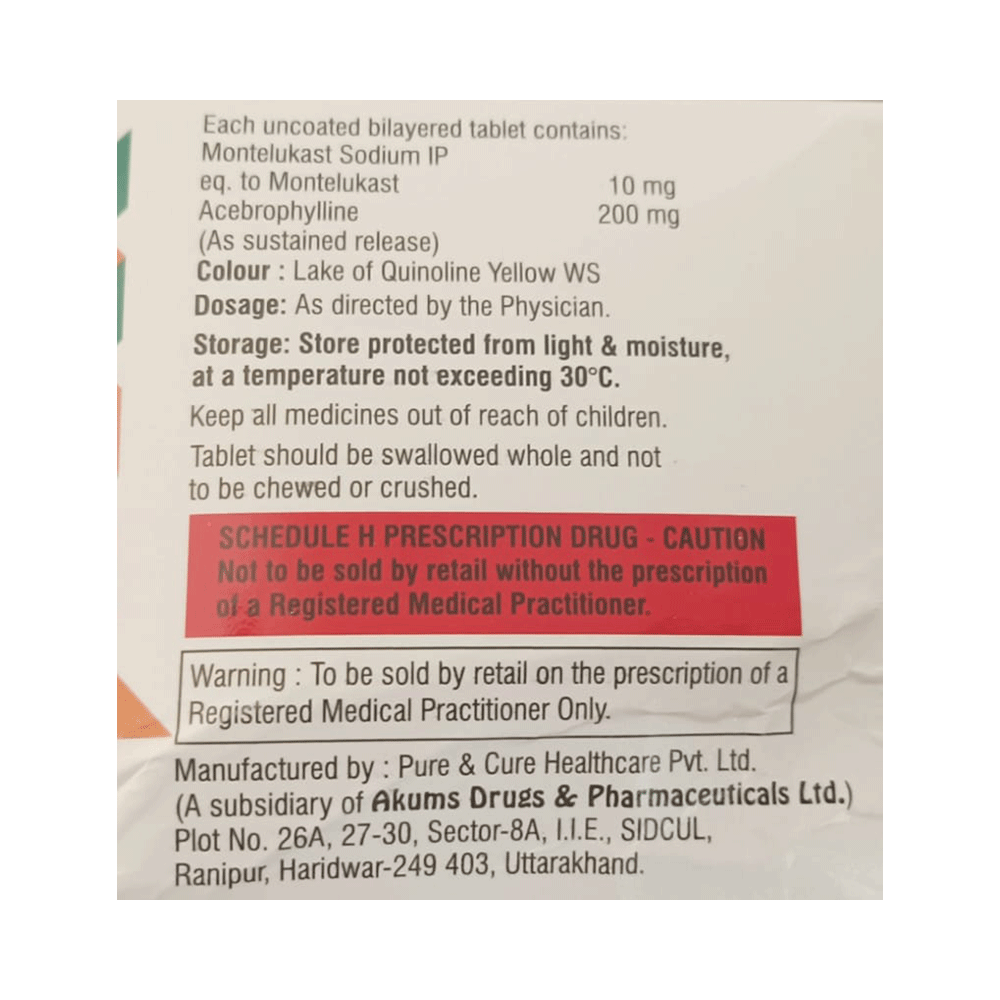 Each uncoated bilayered tablet contains:
Montelukast Sodium IP
eq. to Montelukast 10 mg
Acebrophylline 200 mg
(As sustained release)
Colour : Lake of Quinoline Yellow WS
Dosage: As directed by the Physician.
Storage: Store protected from light & moisture,
at a temperature not exceeding 30°C.
Keep all medicines out of reach of children.
Tablet should be swallowed whole and not
to be chewed or crushed.
SCHEDULE H PRESCRIPTION DRUG - CAUTION
Not to be sold by retail without the prescription
of a Registered Medical Practitioner.
Warning : To be sold by retail on the prescription of a
Registered Medical Practitioner Only.
Manufactured by : Pure & Cure Healthcare Pvt. Ltd.
(A subsidiary of Akums Drugs & Pharmaceuticals Ltd.)
Plot No. 26A, 27-30, Sector-8A, I.I.E., SIDCUL,
Ranipur, Haridwar-249 403, Uttarakhand.